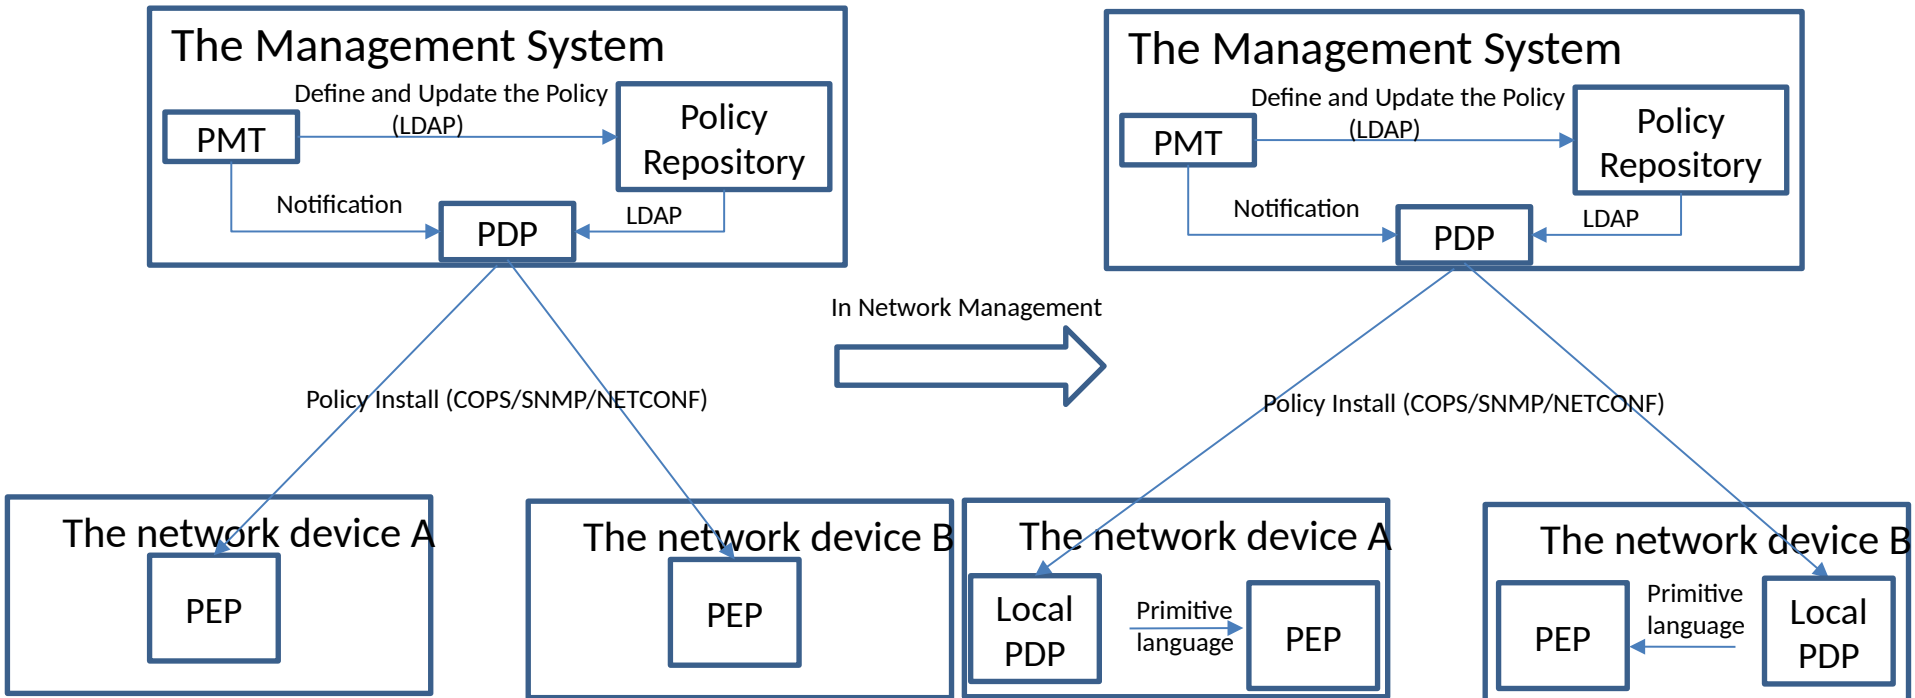 The Management System
Define and Update the Policy
(LDAP)
PMT
Policy
Repository
Notification
LDAP
PDP
Policy Install (COPS/SNMP/NETCONF)
The network device A
PEP
The network device B
PEP
In Network Management
The Management System
Define and Update the Policy
(LDAP)
PMT
Policy
Repository
Notification
LDAP
PDP
Policy Install (COPS/SNMP/NETCONF)
The network device A
Local
PDP
Primitive
language
PEP
The network device B
PEP
Primitive
language
Local
PDP